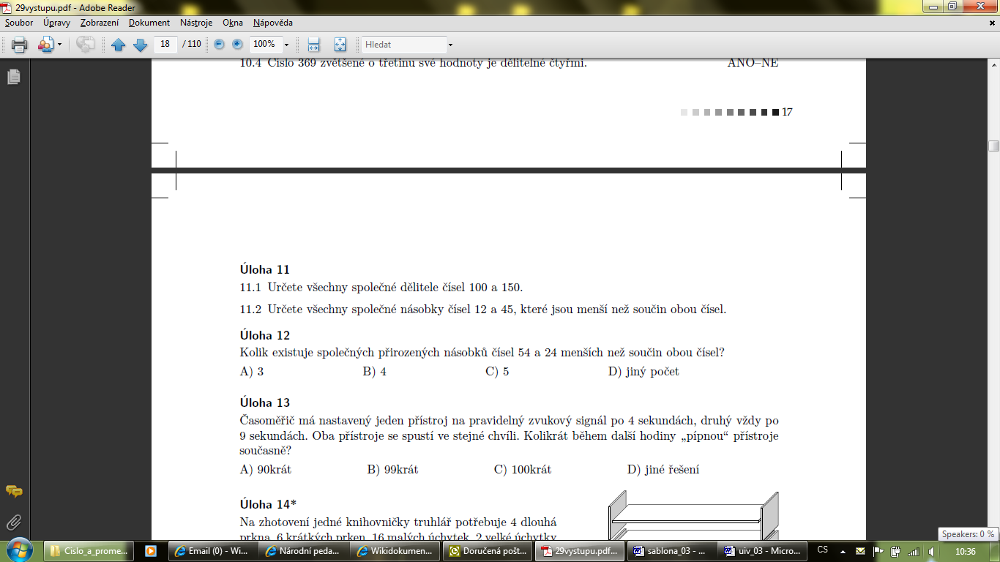 29vystupu.pdf - Adobe Reader
Soubor Úpravy Zobrazení Dokument Nástroje Okna Nápověda
18 / 110 100% Hledat
10.4 Číslo 369 zvětšené o třetinu své hodnoty je dělitelné čtyřmi. ANO–NE
17
Úloha 11
11.1 Určete všechny společné dělitele čísel 100 a 150.
11.2 Určete všechny společné násobky čísel 12 a 45, které jsou menší než součin obou čísel.
Úloha 12
Kolik existuje společných přirozených násobků čísel 54 a 24 menších než součin obou čísel?
A) 3 B) 4 C) 5 D) jiný počet
Úloha 13
Časoměřič má nastavený jeden přístroj na pravidelný zvukový signál po 4 sekundách, druhý vždy po
9 sekundách. Oba přístroje se spustí ve stejné chvíli. Kolikrát během další hodiny „pípnou“ přístroje
současně?
A) 90krát B) 99krát C) 100krát D) jiné řešení
Úloha 14*
Na zhotovení jedné knihovničky truhlář potřebuje 4 dlouhá
prkna, 6 krátkých prken, 16 malých úchytek, 2 velké úchytky
Speakers: 0 %
Cislo_a_prome... Email (0) - Wi... Národní peda... Wikidokumen... Doručená pošt... 29vystupu.pdf... sablona_03 - ... uiv_03 - Micro... CS 10:36